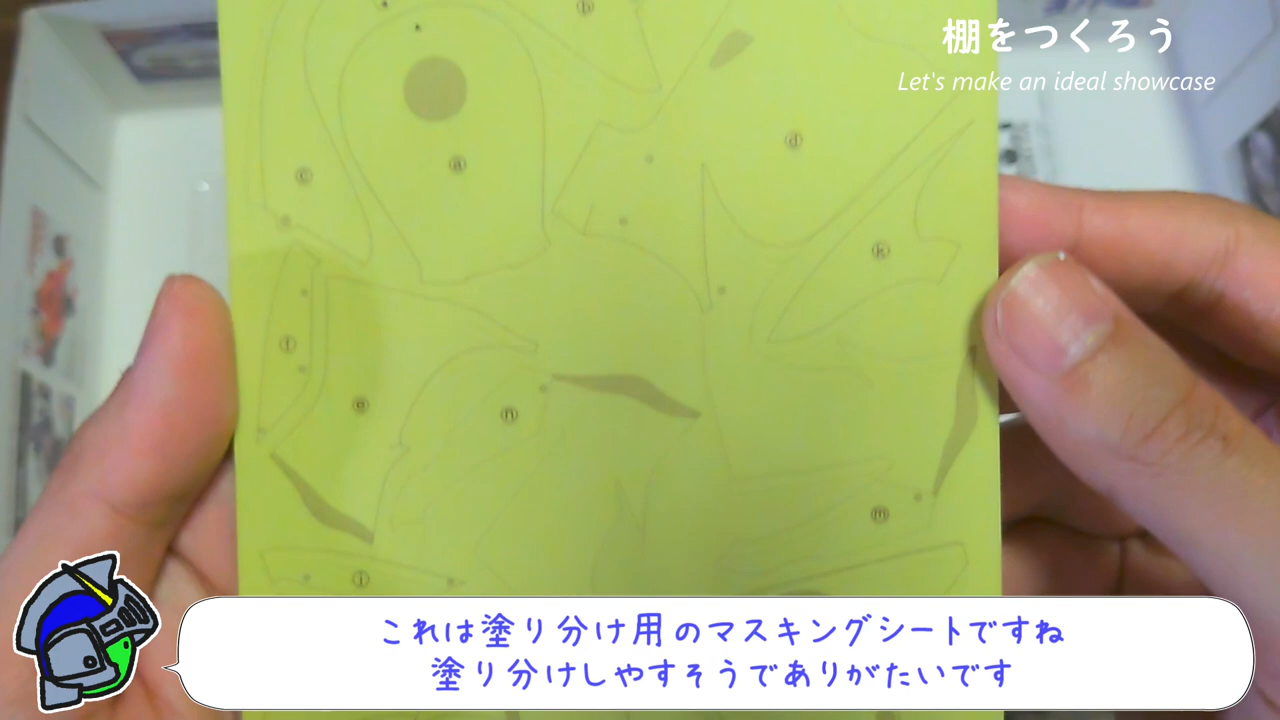 棚をつくろう
Let's make an ideal showcase
ⓑ
ⓓ
ⓐ
ⓒ
ⓚ
ⓕ
ⓔ
ⓝ
ⓜ
ⓘ
これは塗り分け用のマスキングシートですね
塗り分けしやすそうでありがたいです